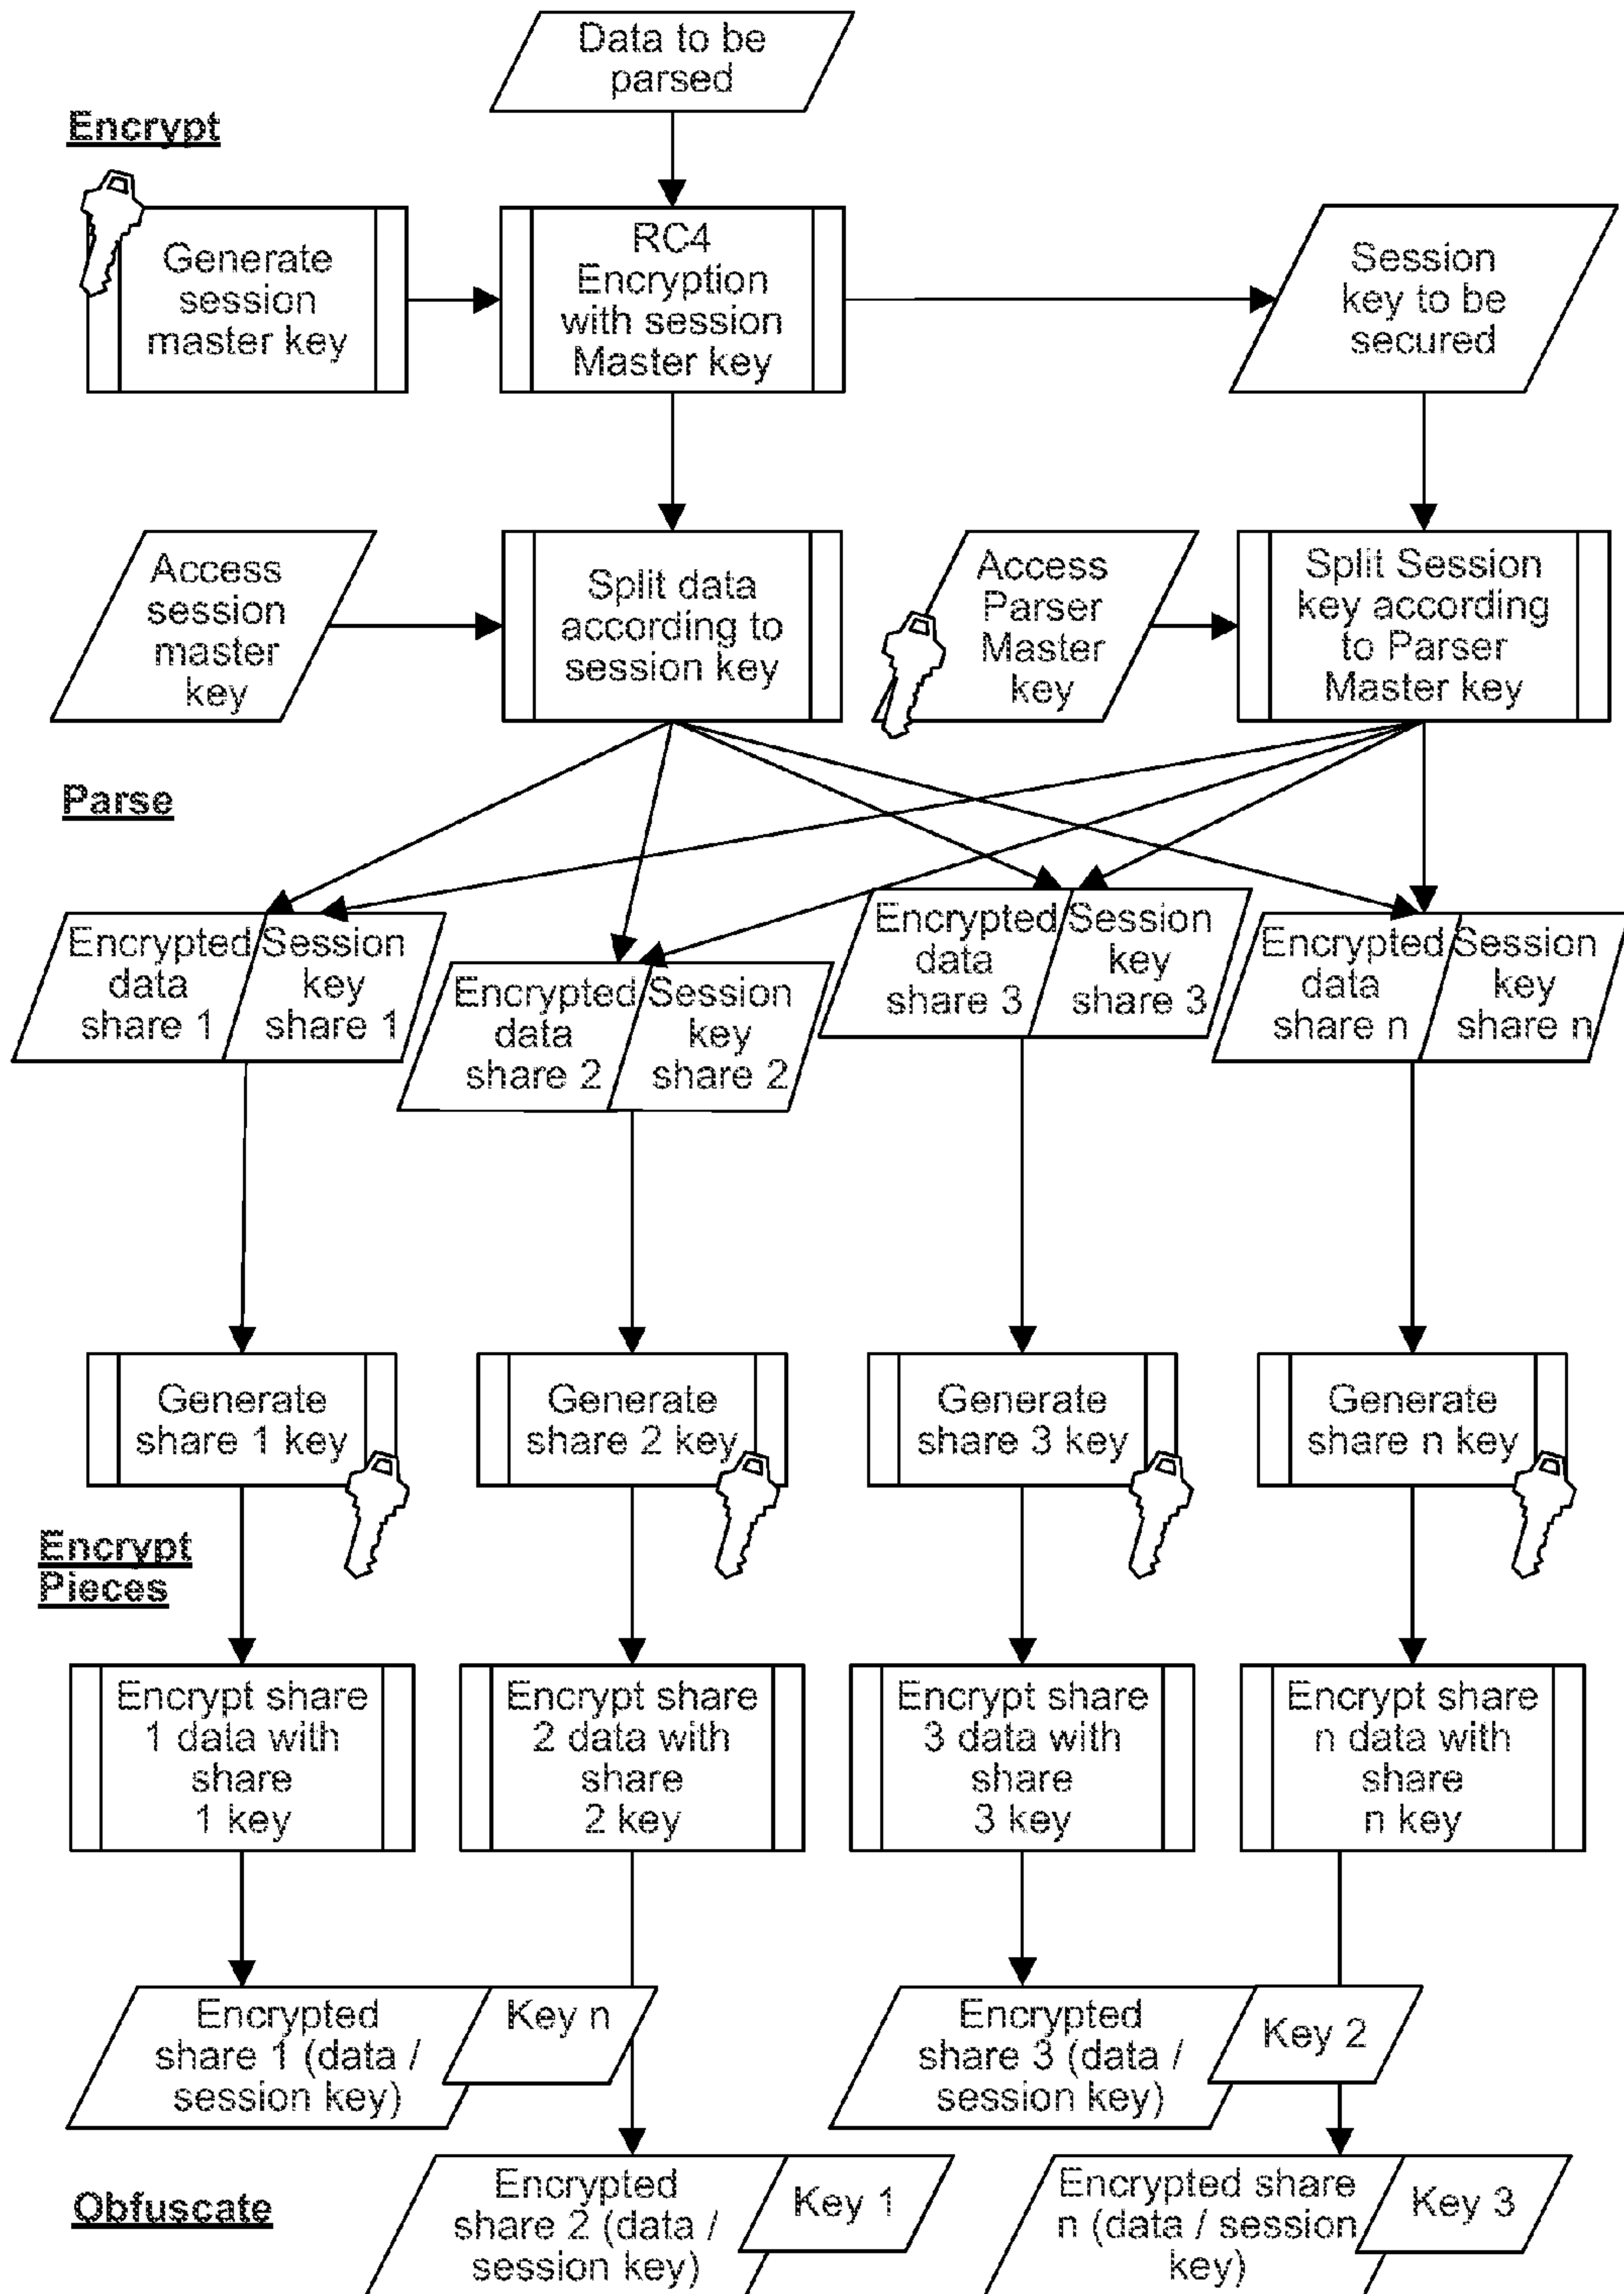 Data to be
parsed
Encrypt
Generate
session
master key
RC4
Encryption
with session
Master key
Session
key to be
secured
Access
session
master
key
Split data
according to
session key
Access
Parser
Master
key
Split Session
key according
to Parser
Master key
Parse
Encrypted
data
share 1
Session
key
share 1
Encrypted
data
share 2
Session
key
share 2
Encrypted
data
share 3
Session
key
share 3
Encrypted
data
share n
Session
key
share n
Generate
share 1 key
Generate
share 2 key
Generate
share 3 key
Generate
share n key
Encrypt
Pieces
Encrypt share
1 data with
share
1 key
Encrypt share
2 data with
share
2 key
Encrypt share
3 data with
share
3 key
Encrypt share
n data with
share
n key
Encrypted
share 1 (data /
session key)
Key n
Encrypted
share 3 (data /
session key)
Key 2
Obfuscate
Encrypted
share 2 (data /
session key)
Key 1
Encrypted share
n (data / session
key)
Key 3